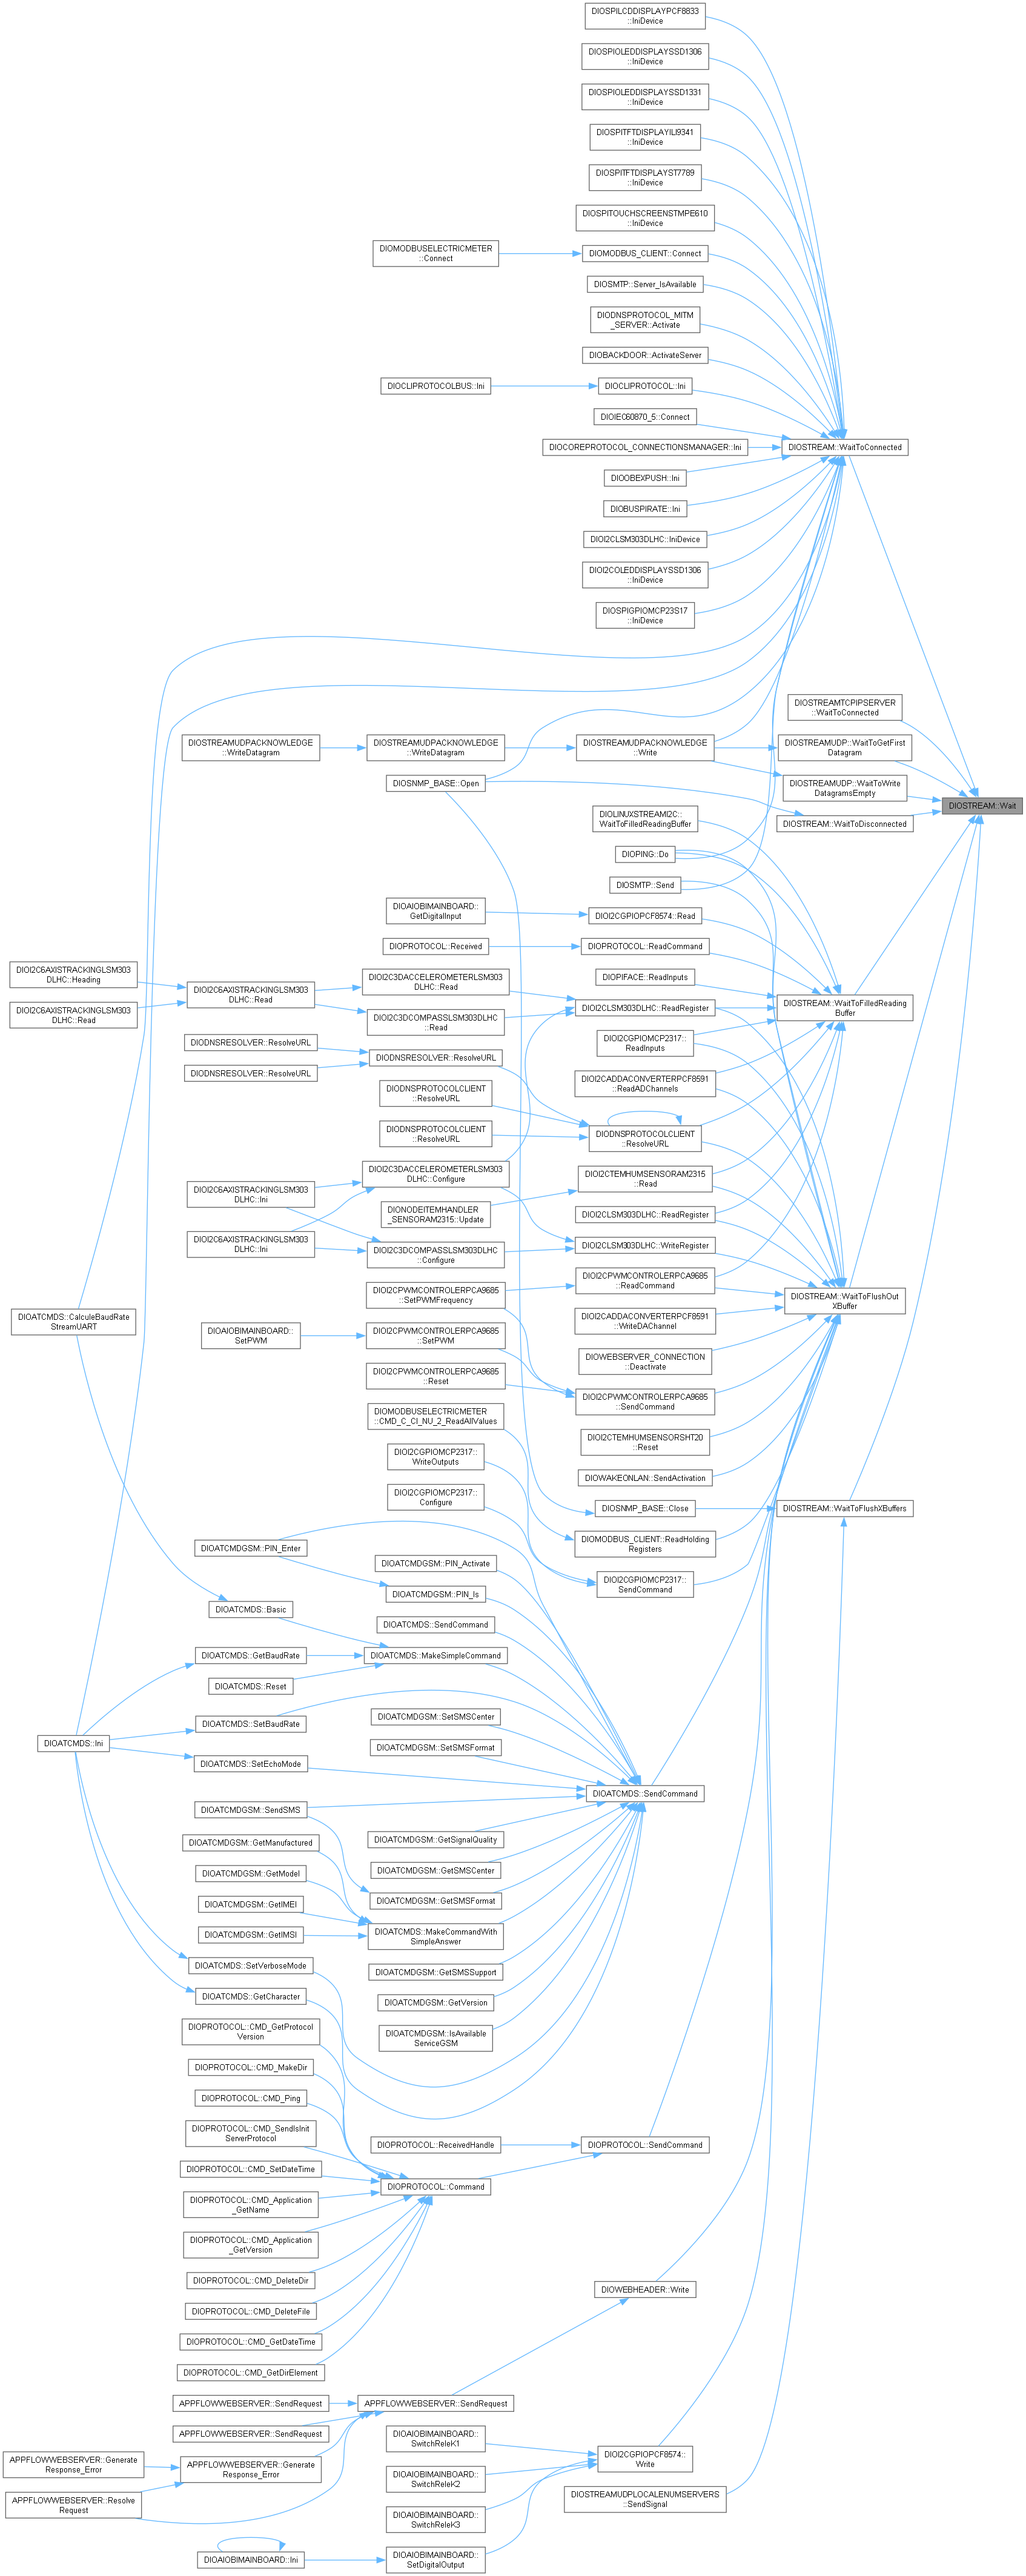 DIOSPILCDDISPLAYPCF8833
::IniDevice
DIOSPIOLEDDISPLAYSSD1306
::IniDevice
DIOSPIOLEDDISPLAYSSD1331
::IniDevice
DIOSPITFTDISPLAYILI9341
::IniDevice
DIOSPITFTDISPLAYST7789
::IniDevice
DIOSPITOUCHSCREENSTMPE610
::IniDevice
DIOMODBUSELECTRICMETER
::Connect
DIOMODBUS_CLIENT::Connect
DIOSMTP::Server_IsAvailable
DIODNSPROTOCOL_MITM
_SERVER::Activate
DIOBACKDOOR::ActivateServer
DIOCLIPROTOCOLBUS::Ini
DIOCLIPROTOCOL::Ini
DIOIEC60870_5::Connect
DIOCOREPROTOCOL_CONNECTIONSMANAGER::Ini
DIOSTREAM::WaitToConnected
DIOOBEXPUSH::Ini
DIOBUSPIRATE::Ini
DIOI2CLSM303DLHC::IniDevice
DIOI2COLEDDISPLAYSSD1306
::IniDevice
DIOSPIGPIOMCP23S17
::IniDevice
DIOSTREAMTCPIPSERVER
::WaitToConnected
DIOSTREAMUDPACKNOWLEDGE
::WriteDatagram
DIOSTREAMUDPACKNOWLEDGE
::WriteDatagram
DIOSTREAMUDPACKNOWLEDGE
::Write
DIOSTREAMUDP::WaitToGetFirst
Datagram
DIOSNMP_BASE::Open
DIOSTREAMUDP::WaitToWrite
DatagramsEmpty
DIOSTREAM::Wait
DIOLINUXSTREAMI2C::
WaitToFilledReadingBuffer
DIOSTREAM::WaitToDisconnected
DIOPING::Do
DIOSMTP::Send
DIOAIOBIMAINBOARD::
GetDigitalInput
DIOI2CGPIOPCF8574::Read
DIOPROTOCOL::Received
DIOPROTOCOL::ReadCommand
DIOI2C6AXISTRACKINGLSM303
DLHC::Heading
DIOI2C6AXISTRACKINGLSM303
DLHC::Read
DIOI2C3DACCELEROMETERLSM303
DLHC::Read
DIOPIFACE::ReadInputs
DIOSTREAM::WaitToFilledReading
Buffer
DIOI2C6AXISTRACKINGLSM303
DLHC::Read
DIOI2C3DCOMPASSLSM303DLHC
::Read
DIOI2CLSM303DLHC::ReadRegister
DIOI2CGPIOMCP2317::
ReadInputs
DIODNSRESOLVER::ResolveURL
DIODNSRESOLVER::ResolveURL
DIODNSRESOLVER::ResolveURL
DIOI2CADDACONVERTERPCF8591
::ReadADChannels
DIODNSPROTOCOLCLIENT
::ResolveURL
DIODNSPROTOCOLCLIENT
::ResolveURL
DIODNSPROTOCOLCLIENT
::ResolveURL
DIOI2C3DACCELEROMETERLSM303
DLHC::Configure
DIOI2CTEMHUMSENSORAM2315
::Read
DIOI2C6AXISTRACKINGLSM303
DLHC::Ini
DIONODEITEMHANDLER
_SENSORAM2315::Update
DIOI2CLSM303DLHC::ReadRegister
DIOI2C6AXISTRACKINGLSM303
DLHC::Ini
DIOI2C3DCOMPASSLSM303DLHC
::Configure
DIOI2CLSM303DLHC::WriteRegister
DIOI2CPWMCONTROLERPCA9685
::SetPWMFrequency
DIOI2CPWMCONTROLERPCA9685
::ReadCommand
DIOSTREAM::WaitToFlushOut
XBuffer
DIOATCMDS::CalculeBaudRate
StreamUART
DIOAIOBIMAINBOARD::
SetPWM
DIOI2CPWMCONTROLERPCA9685
::SetPWM
DIOI2CADDACONVERTERPCF8591
::WriteDAChannel
DIOWEBSERVER_CONNECTION
::Deactivate
DIOI2CPWMCONTROLERPCA9685
::Reset
DIOI2CPWMCONTROLERPCA9685
::SendCommand
DIOMODBUSELECTRICMETER
::CMD_C_CI_NU_2_ReadAllValues
DIOI2CTEMHUMSENSORSHT20
::Reset
DIOI2CGPIOMCP2317::
WriteOutputs
DIOWAKEONLAN::SendActivation
DIOI2CGPIOMCP2317::
Configure
DIOSNMP_BASE::Close
DIOSTREAM::WaitToFlushXBuffers
DIOATCMDGSM::PIN_Enter
DIOMODBUS_CLIENT::ReadHolding
Registers
DIOATCMDGSM::PIN_Activate
DIOI2CGPIOMCP2317::
SendCommand
DIOATCMDGSM::PIN_Is
DIOATCMDS::Basic
DIOATCMDS::SendCommand
DIOATCMDS::GetBaudRate
DIOATCMDS::MakeSimpleCommand
DIOATCMDS::Reset
DIOATCMDGSM::SetSMSCenter
DIOATCMDS::SetBaudRate
DIOATCMDS::Ini
DIOATCMDGSM::SetSMSFormat
DIOATCMDS::SetEchoMode
DIOATCMDS::SendCommand
DIOATCMDGSM::SendSMS
DIOATCMDGSM::GetSignalQuality
DIOATCMDGSM::GetManufactured
DIOATCMDGSM::GetSMSCenter
DIOATCMDGSM::GetModel
DIOATCMDGSM::GetSMSFormat
DIOATCMDGSM::GetIMEI
DIOATCMDGSM::GetIMSI
DIOATCMDS::MakeCommandWith
SimpleAnswer
DIOATCMDS::SetVerboseMode
DIOATCMDGSM::GetSMSSupport
DIOATCMDS::GetCharacter
DIOATCMDGSM::GetVersion
DIOPROTOCOL::CMD_GetProtocol
Version
DIOATCMDGSM::IsAvailable
ServiceGSM
DIOPROTOCOL::CMD_MakeDir
DIOPROTOCOL::CMD_Ping
DIOPROTOCOL::CMD_SendIsInit
ServerProtocol
DIOPROTOCOL::ReceivedHandle
DIOPROTOCOL::SendCommand
DIOPROTOCOL::CMD_SetDateTime
DIOPROTOCOL::Command
DIOPROTOCOL::CMD_Application
_GetName
DIOPROTOCOL::CMD_Application
_GetVersion
DIOPROTOCOL::CMD_DeleteDir
DIOWEBHEADER::Write
DIOPROTOCOL::CMD_DeleteFile
DIOPROTOCOL::CMD_GetDateTime
DIOPROTOCOL::CMD_GetDirElement
APPFLOWWEBSERVER::SendRequest
APPFLOWWEBSERVER::SendRequest
APPFLOWWEBSERVER::SendRequest
DIOAIOBIMAINBOARD::
SwitchReleK1
DIOI2CGPIOPCF8574::
Write
APPFLOWWEBSERVER::Generate
Response_Error
APPFLOWWEBSERVER::Generate
Response_Error
DIOAIOBIMAINBOARD::
SwitchReleK2
APPFLOWWEBSERVER::Resolve
Request
DIOSTREAMUDPLOCALENUMSERVERS
::SendSignal
DIOAIOBIMAINBOARD::
SwitchReleK3
DIOAIOBIMAINBOARD::Ini
DIOAIOBIMAINBOARD::
SetDigitalOutput